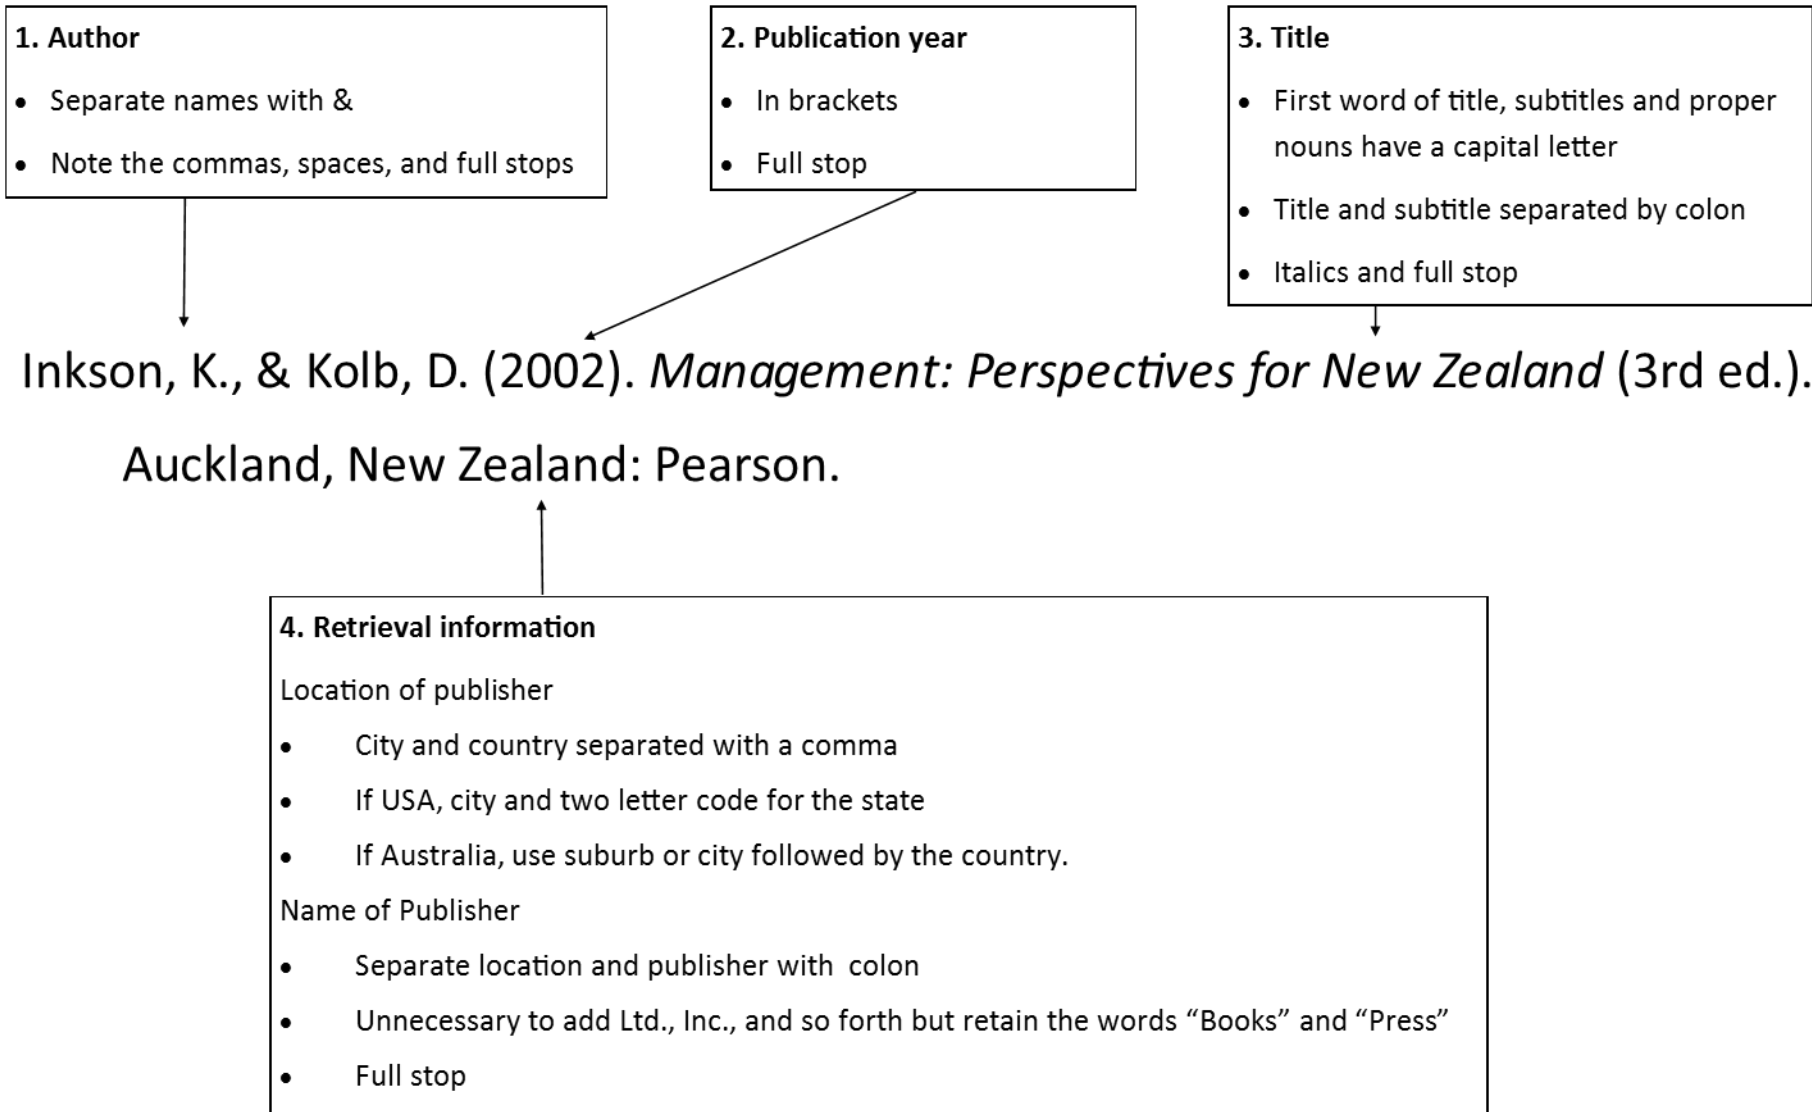 1. Author
• Separate names with &
• Note the commas, spaces, and full stops
2. Publication year
• In brackets
• Full stop
3. Title
• First word of title, subtitles and proper
nouns have a capital letter
• Title and subtitle separated by colon
• Italics and full stop
Inkson, K., & Kolb, D. (2002). Management: Perspectives for New Zealand (3rd ed.).
Auckland, New Zealand: Pearson.
4. Retrieval information
Location of publisher
• City and country separated with a comma
• If USA, city and two letter code for the state
• If Australia, use suburb or city followed by the country.
Name of Publisher
• Separate location and publisher with  colon
• Unnecessary to add Ltd., Inc., and so forth but retain the words “Books” and “Press”
• Full stop